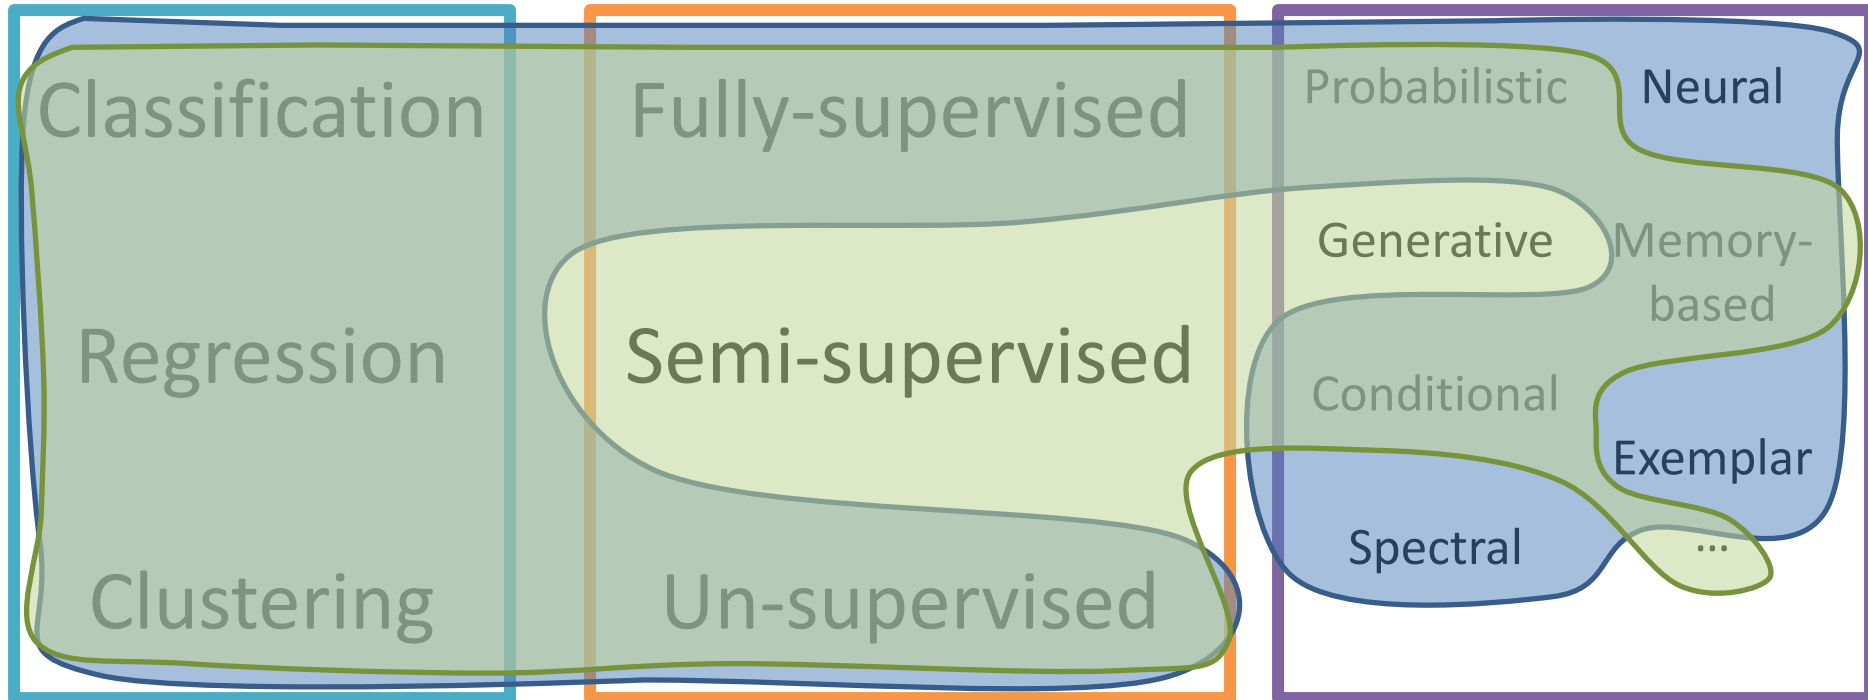 Classification
Regression
Clustering
Fully-supervised
Semi-supervised
Un-supervised
Probabilistic
Generative
Conditional
Spectral
Neural
Memory-
based
Exemplar
...